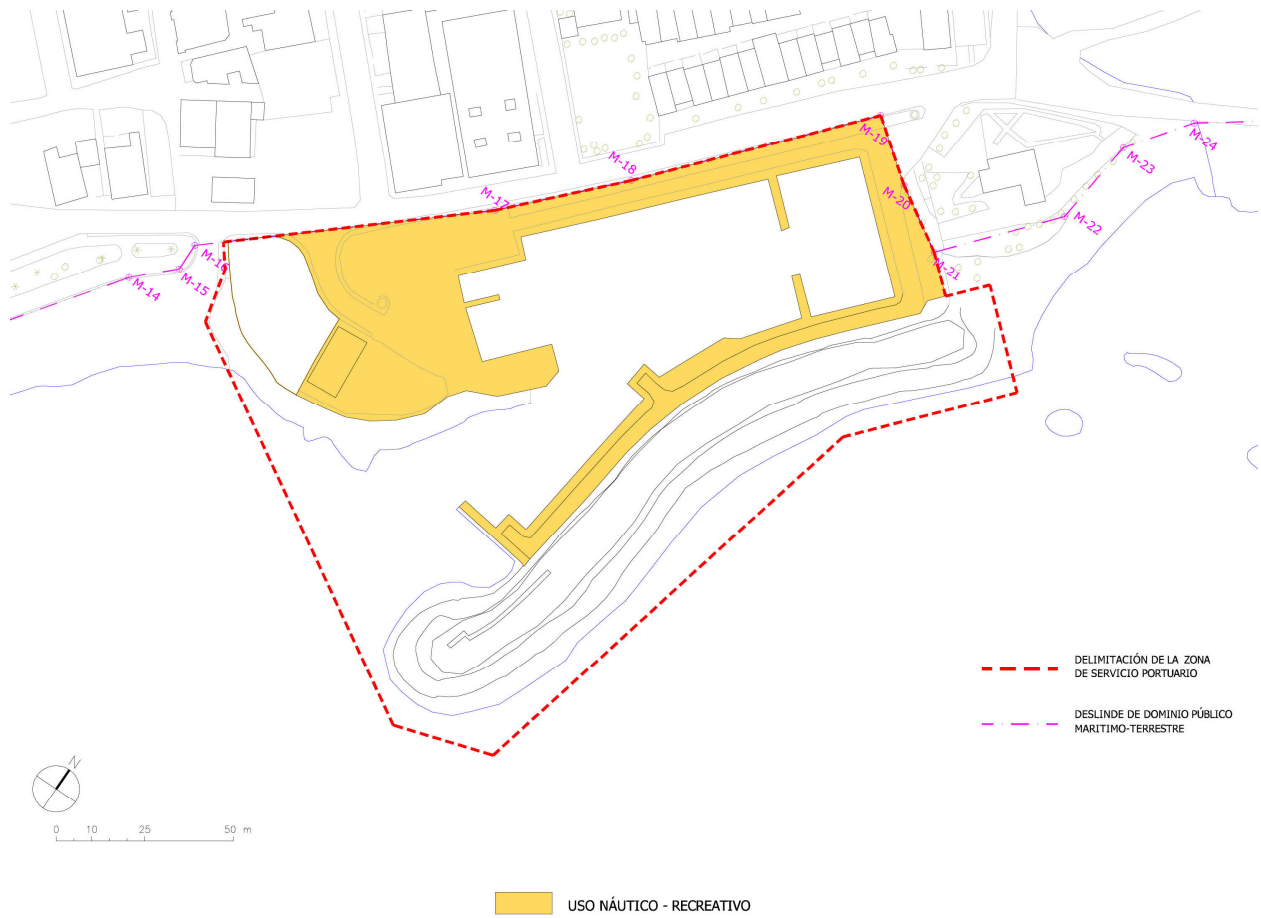 M-14
M-15
M-16
M-17
M-18
M-19
M-20
M-21
M-22
M-23
M-24
DELIMITACIÓN DE LA ZONA
DE SERVICIO PORTUARIO
DESLINDE DE DOMINIO PÚBLICO
MARITIMO-TERRESTRE
N
0 10 25 50 m
USO NÁUTICO - RECREATIVO